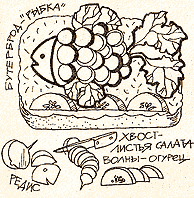 БУТЕРБРОД "РЫБКА"
ХВОСТ-
ЛИСТЬЯ САЛАТА
ВОЛНЫ-ОГУРЕЦ
РЕДИС